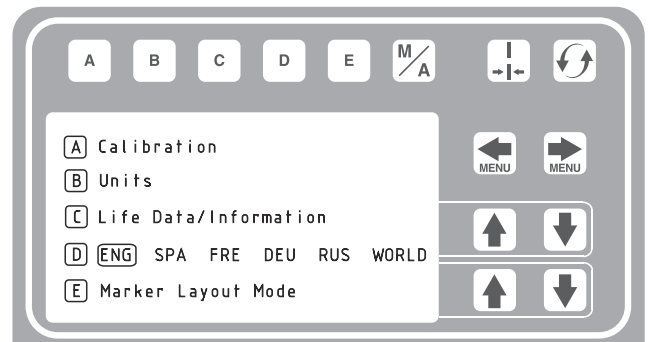 A B C D E M/A
MENU MENU
A Calibration
B Units
C Life Data/Information
D ENG SPA FRE DEU RUS WORLD
E Marker Layout Mode